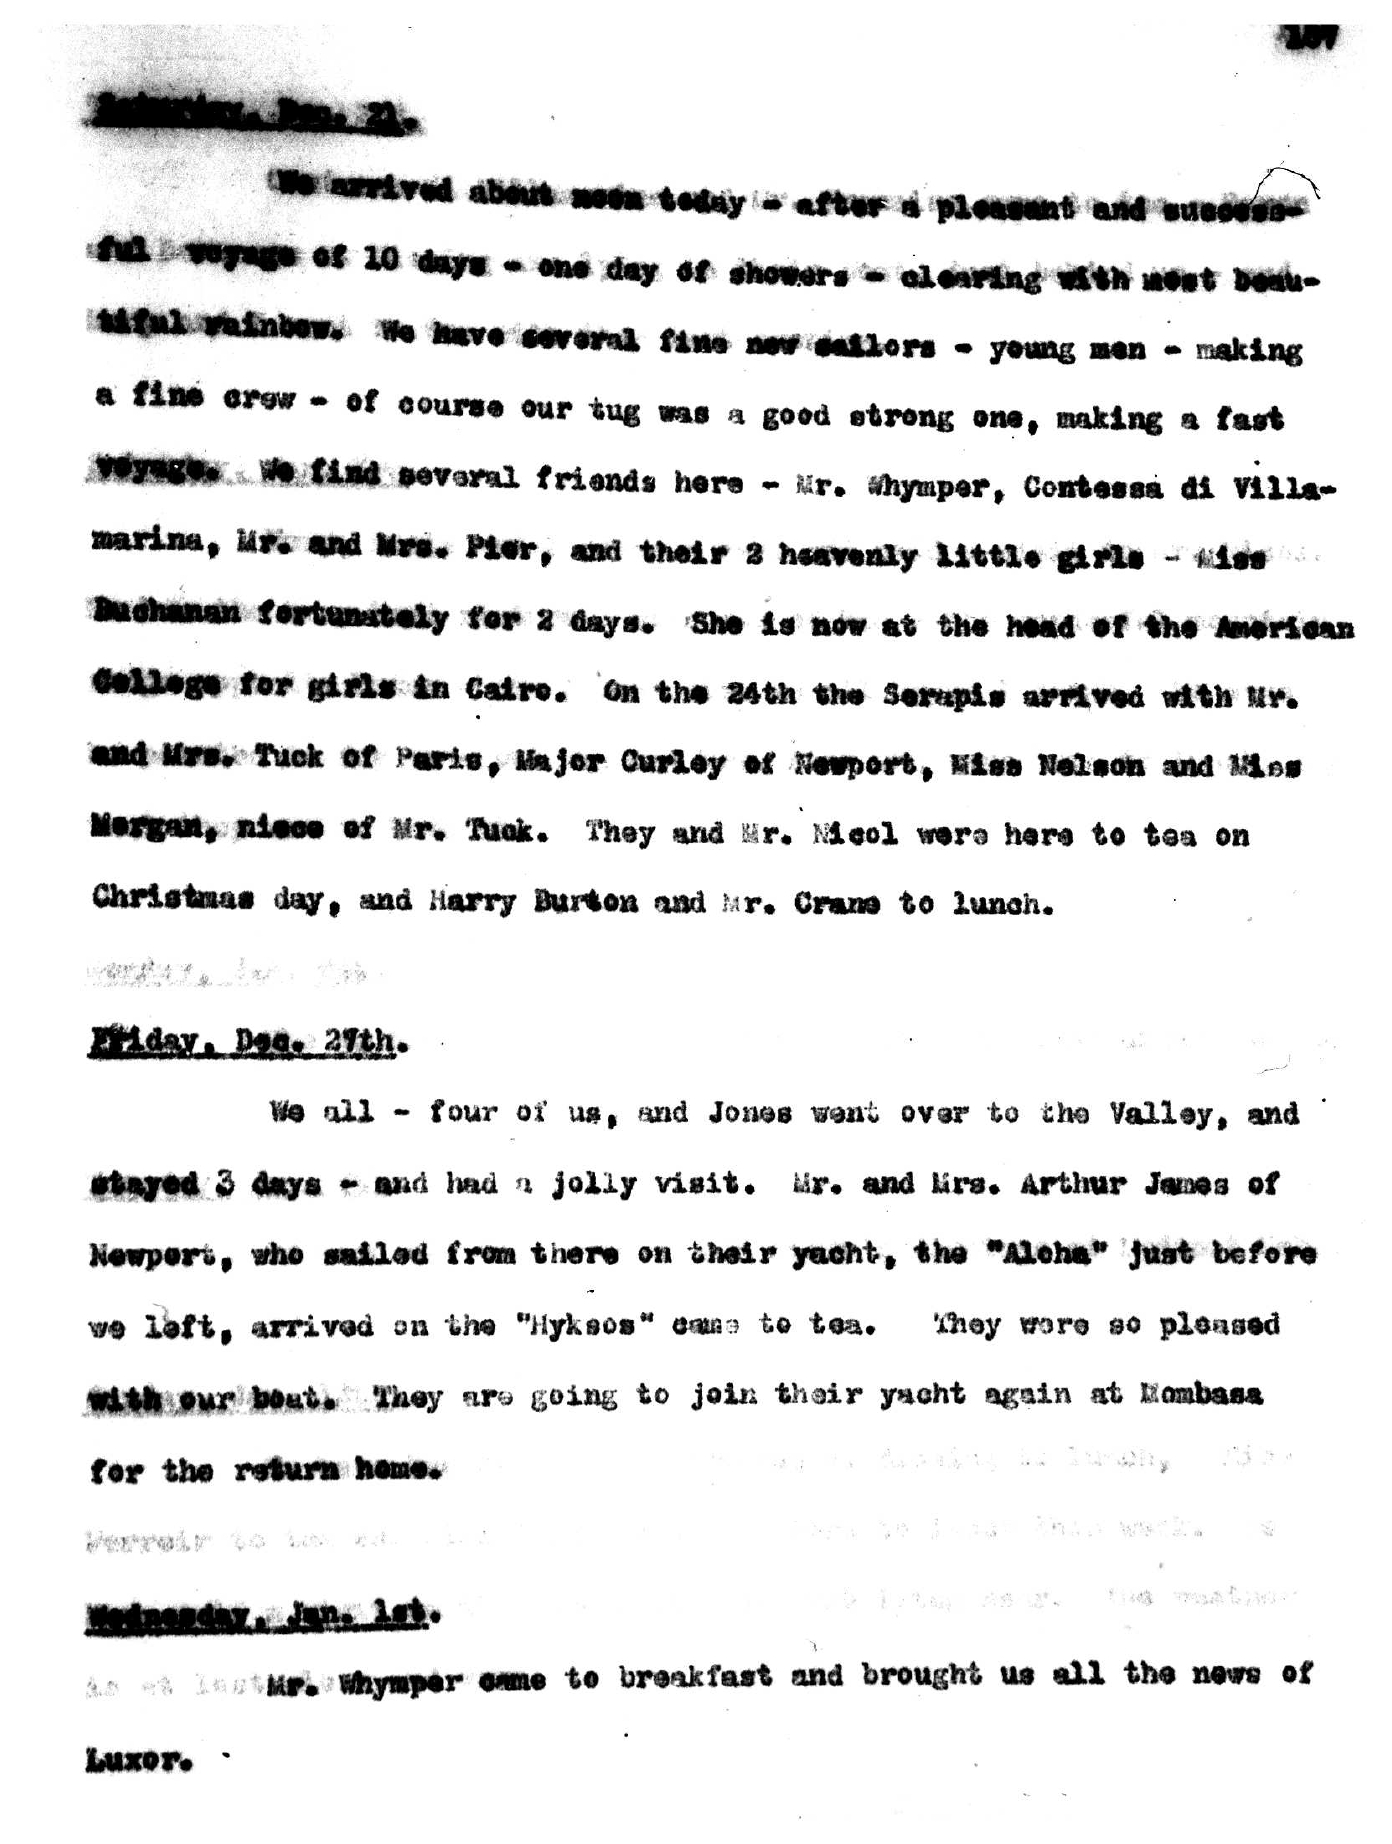 187
Saturday, Dec. 21.
We arrived about noon today - after a pleasant and success-
ful voyage of 10 days - one day of showers - clearing with most beau-
tiful rainbow. We have several fine new sailors - young men - making
a fine crew - of course our tug was a good strong one, making a fast
voyage. We find several friends here - Mr. Whymper, Contessa di Villa-
marina, Mr. and Mrs. Pier, and their 2 heavenly little girls - Miss
Buchanan fortunately for 2 days. She is now at the head of the American
College for girls in Cairo. On the 24th the Serapis arrived with Mr.
and Mrs. Tuck of Paris, Major Curley of Newport, Miss Nelson and Miss
Morgan, niece of Mr. Tuck. They and Mr. Nicol were here to tea on
Christmas day, and Harry Burton and Mr. Crane to lunch.
Friday, Dec. 27th.
We all - four of us, and Jones went over to the Valley, and
stayed 3 days - and had a jolly visit. Mr. and Mrs. Arthur James of
Newport, who sailed from there on their yacht, the "Aloha" just before
we left, arrived on the "Hyksos" came to tea. They were so pleased
with our boat. They are going to join their yacht again at Mombasa
for the return home.
Wednesday, Jan. 1st.
Mr. Whymper came to breakfast and brought us all the news of
Luxor.